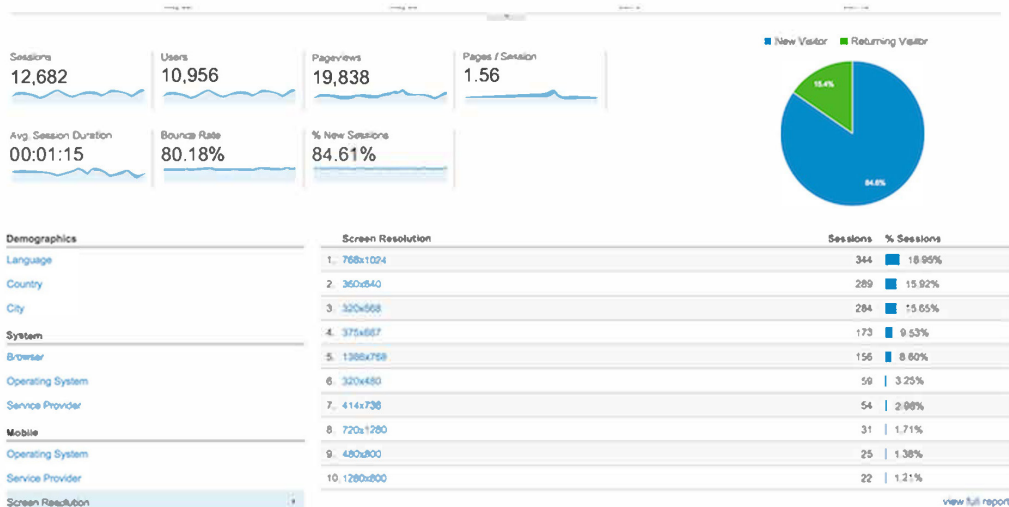 New Visitor Returning Visitor
Sessions Users Pageviews Pages / Session
12,682 10,956 19,838 1.56
15.4%
Avg. Session Duration Bounce Rate % New Sessions
00:01:15 80.18% 84.61%
84.6%
Demographics
Language
Country
City
System
Browser
Operating System
Service Provider
Mobile
Operating System
Service Provider
Screen Resolution
Screen Resolution Sessions % Sessions
1. 768x1024 344 18.95%
2. 360x640 289 15.92%
3. 320x568 284 15.65%
4. 375x667 173 9.53%
5. 1366x768 156 8.60%
6. 320x480 59 3.25%
7. 414x736 54 2.98%
8. 720x1280 31 1.71%
9. 480x800 25 1.38%
10. 1280x800 22 1.21%
view full report